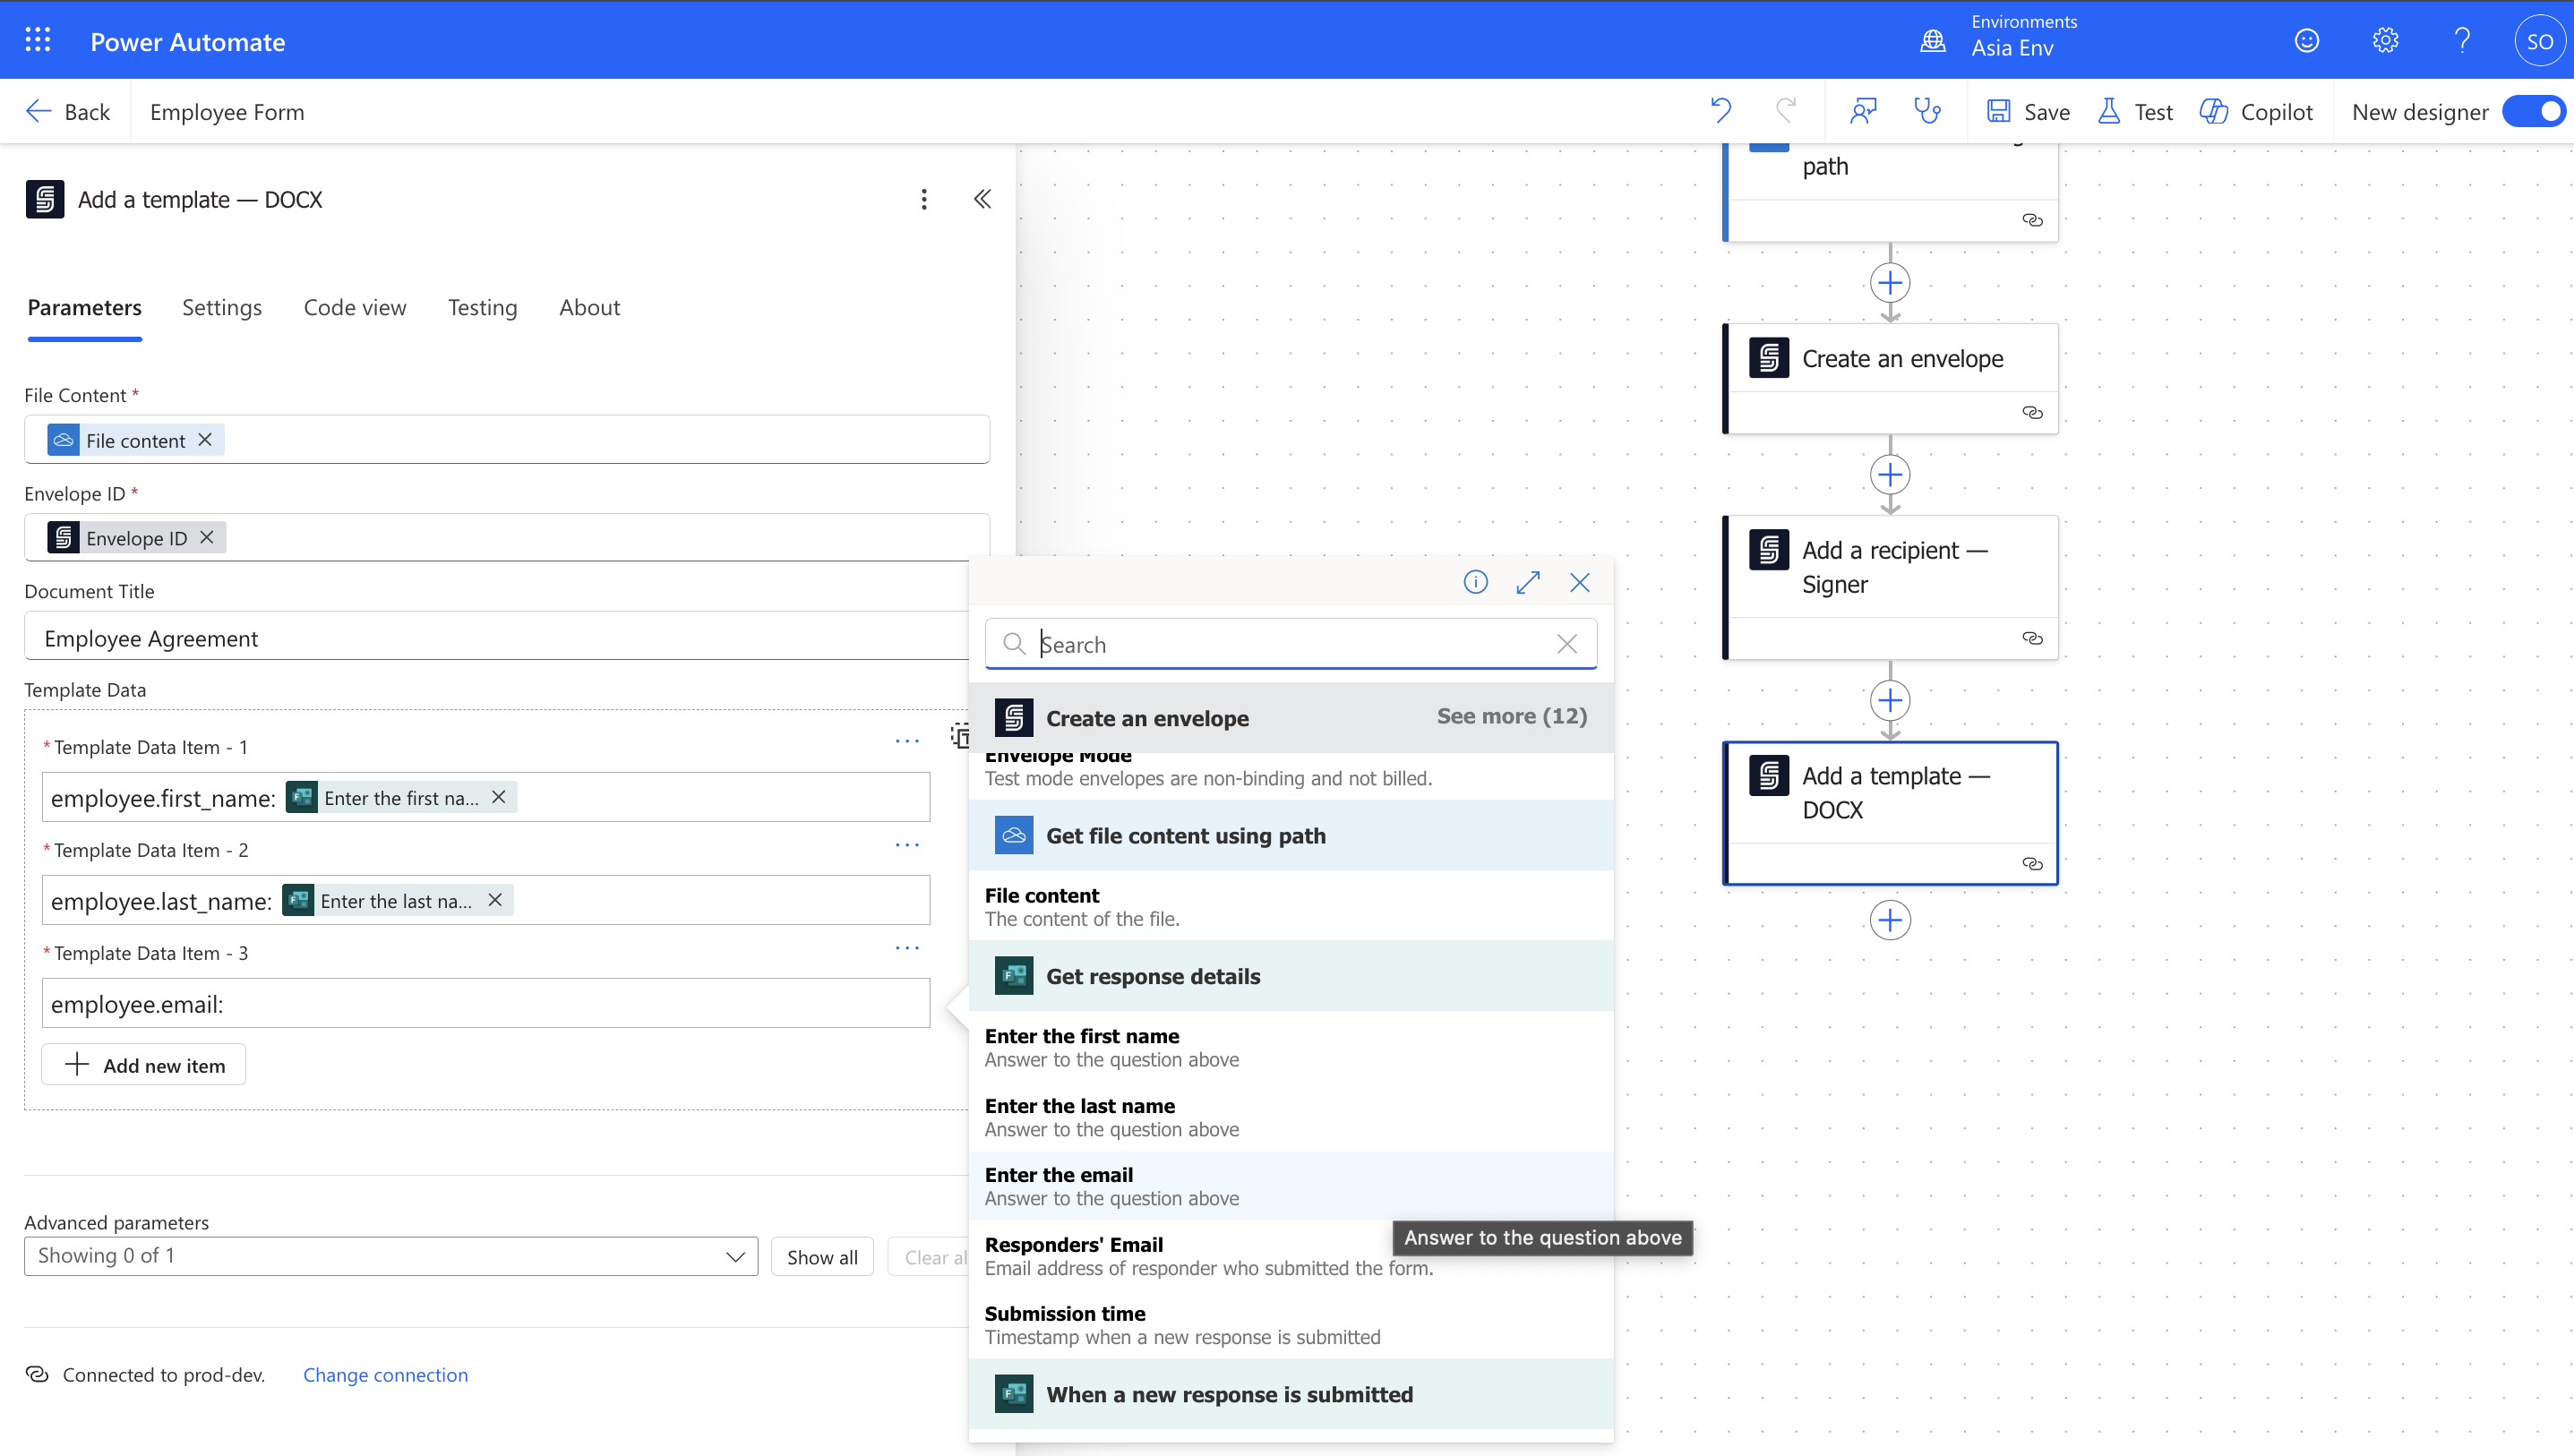 Power Automate
Environments
Asia Env
SO
Back
Employee Form
Save
Test
Copilot
New designer
Add a template — DOCX
Parameters
Settings
Code view
Testing
About
File Content *
File content
Envelope ID *
Envelope ID
Document Title
Employee Agreement
Template Data
* Template Data Item - 1
employee.first_name: Enter the first na...
* Template Data Item - 2
employee.last_name: Enter the last na...
* Template Data Item - 3
employee.email:
Add new item
Advanced parameters
Showing 0 of 1
Show all
Clear al
Connected to prod-dev.
Change connection
Search
Create an envelope
See more (12)
Envelope Mode
Test mode envelopes are non-binding and not billed.
Get file content using path
File content
The content of the file.
Get response details
Enter the first name
Answer to the question above
Enter the last name
Answer to the question above
Enter the email
Answer to the question above
Answer to the question above
Responders' Email
Email address of responder who submitted the form.
Submission time
Timestamp when a new response is submitted
When a new response is submitted
path
Create an envelope
Add a recipient —
Signer
Add a template —
DOCX